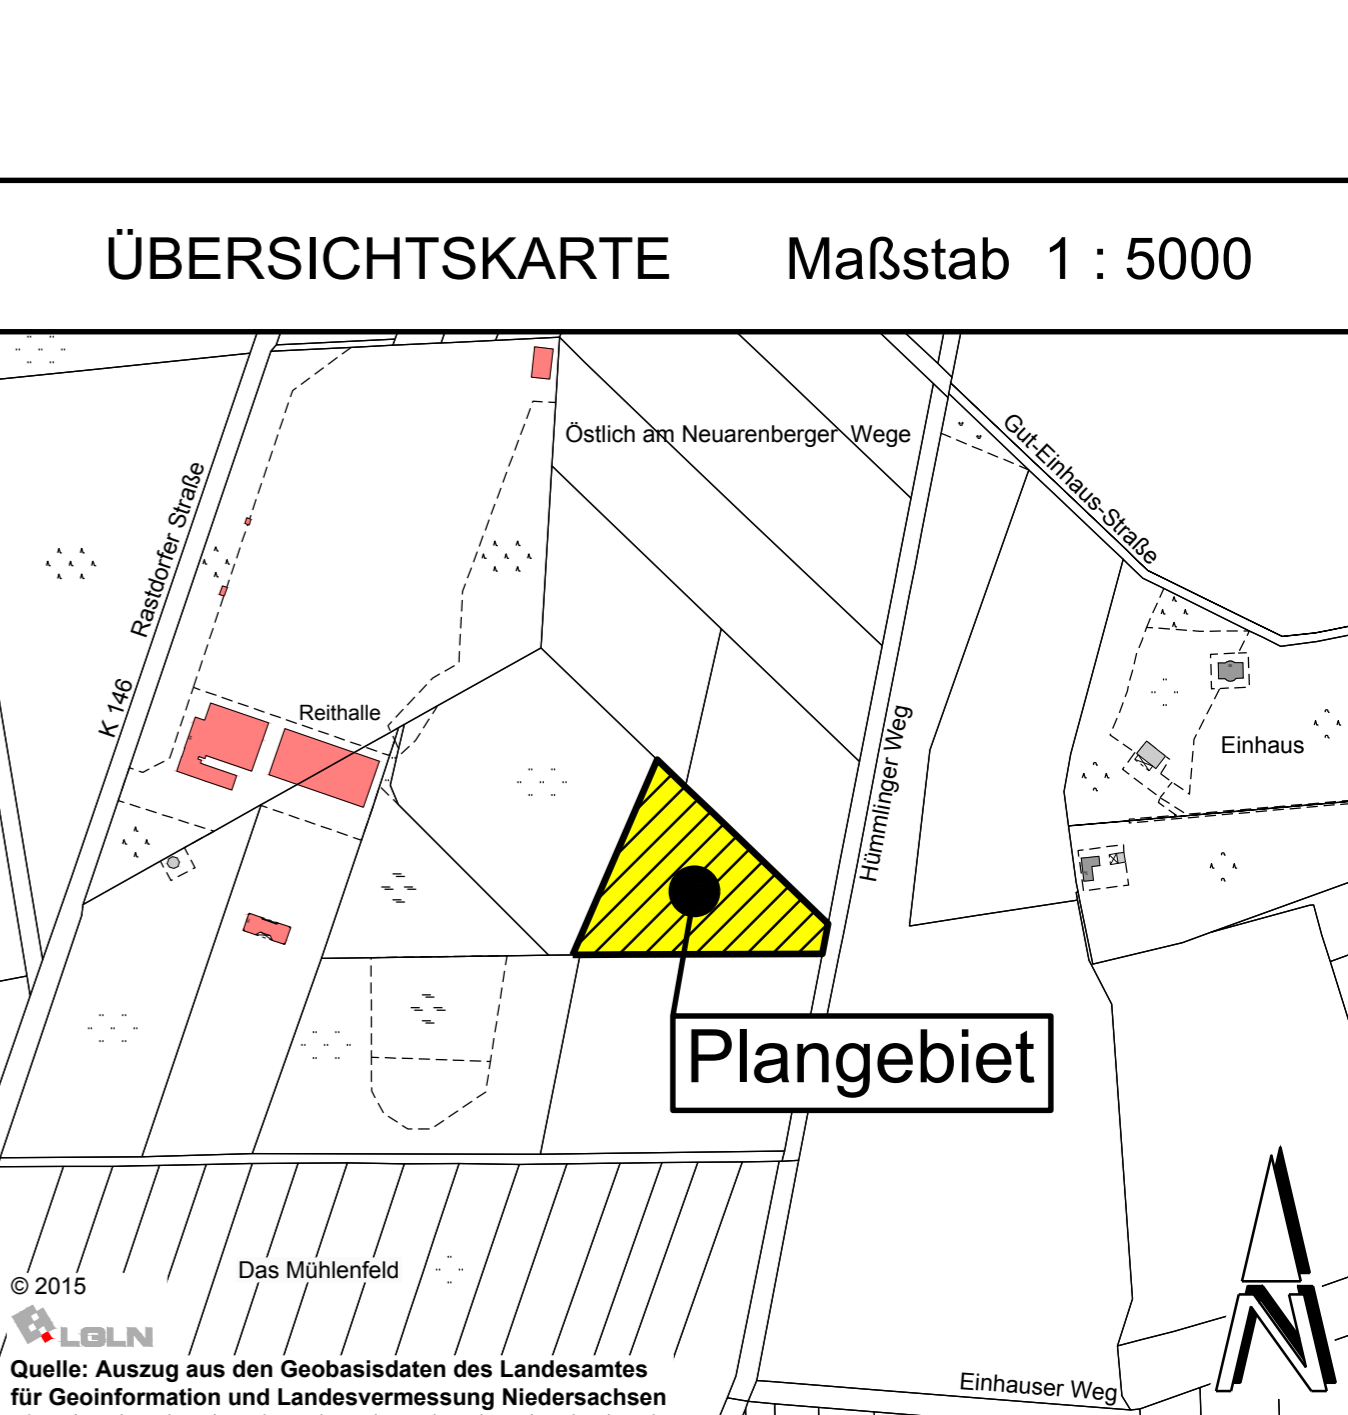 ÜBERSICHTSKARTE Maßstab 1 : 5000
Östlich am Neuarenberger Wege
Gut-Einhaus-Straße
Rastdorfer Straße
K 146
Reithalle
Hümmlinger Weg
Einhaus
Plangebiet
Das Mühlenfeld
© 2015
LGLN
Quelle: Auszug aus den Geobasisdaten des Landesamtes
für Geoinformation und Landesvermessung Niedersachsen
Einhauser Weg
N